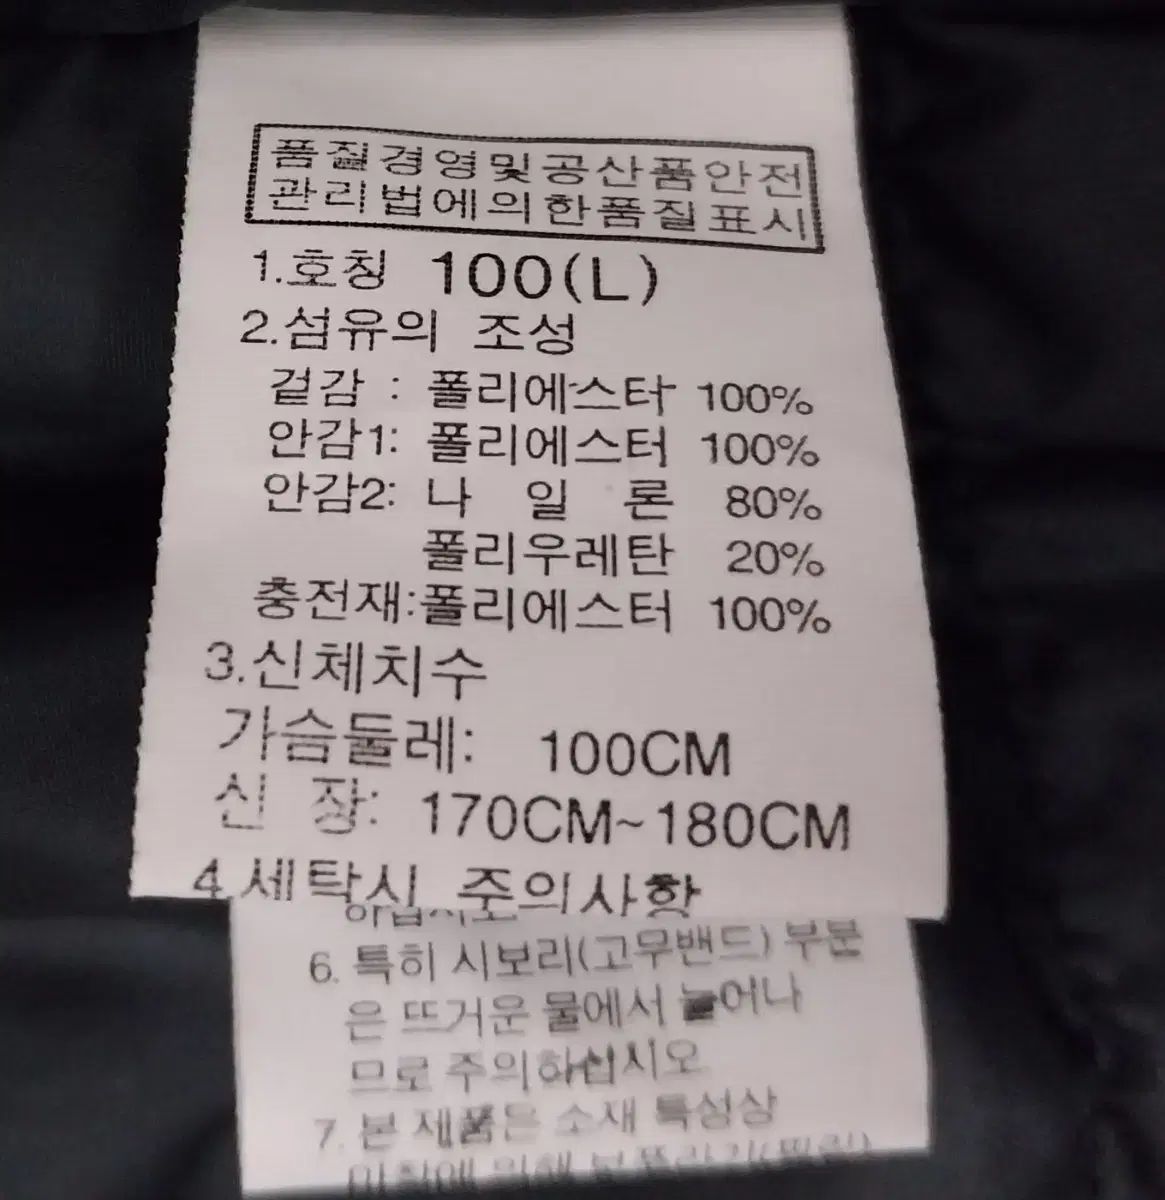 품질경영및공산품안전
관리법에의한품질표시
1.호칭 100(L)
2.섬유의 조성
겉감 : 폴리에스터 100%
안감1: 폴리에스터 100%
안감2: 나 일 론 80%
폴리우레탄 20%
충전재:폴리에스터 100%
3.신체치수
가슴둘레: 100CM
신 장: 170CM~180CM
4.세탁시 주의사항
6. 특히 시보리(고무밴드) 부분
은 뜨거운 물에서 늘어나
므로 주의하십시오
7. 본 제품은 소재 특성상
마찰에 의해